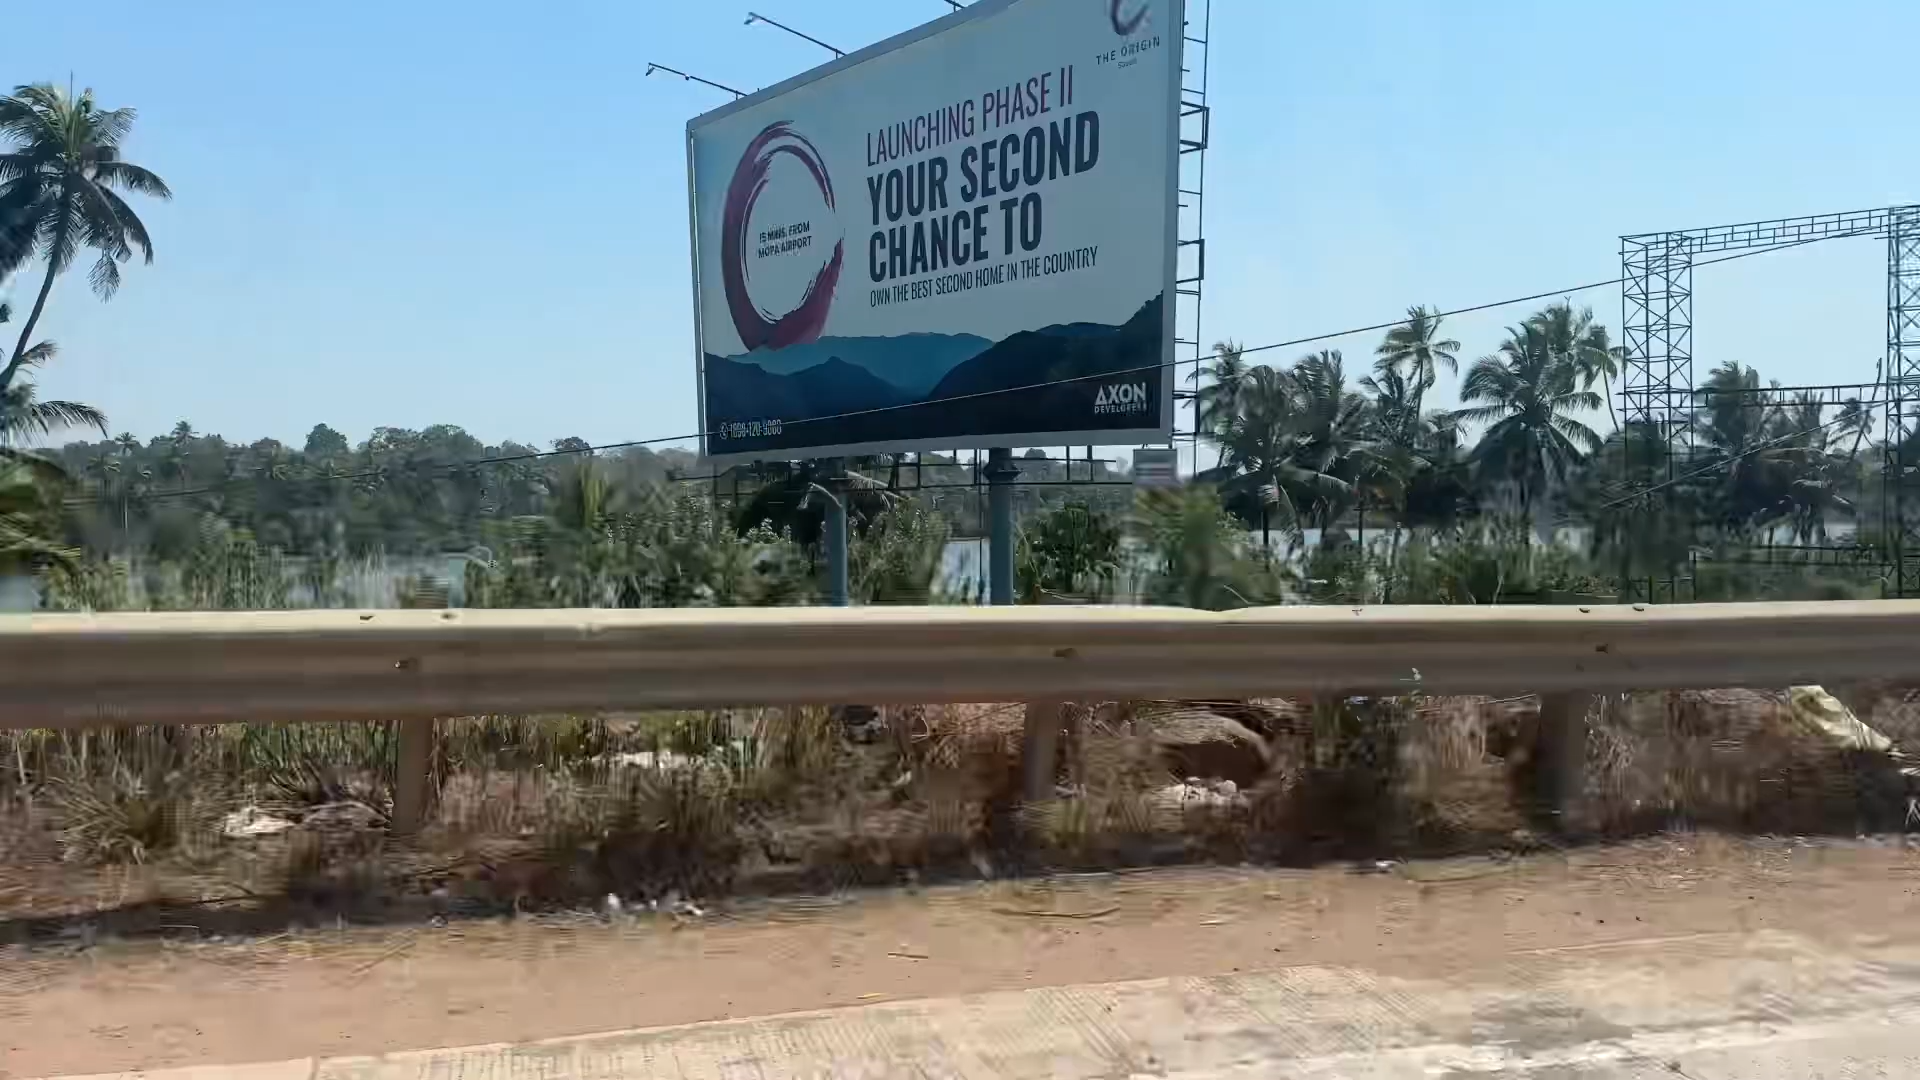 THE ORIGIN
LAUNCHING PHASE II
YOUR SECOND
CHANCE TO
OWN THE BEST SECOND HOME IN THE COUNTRY
15 MINS. FROM
MOPA AIRPORT
AXON
DEVELOPERS